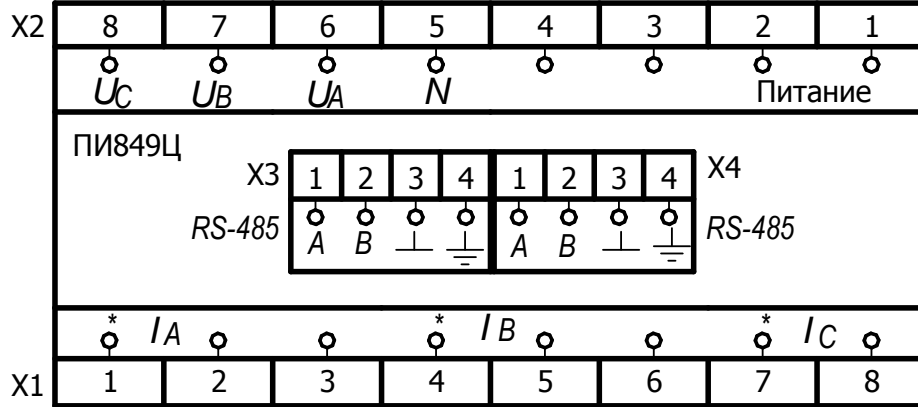 X2 8 7 6 5 4 3 2 1
UC UB UA N Питание
ПИ849Ц
X3 1 2 3 4 1 2 3 4 X4
RS-485 A B A B RS-485
* IA * IB * IC
X1 1 2 3 4 5 6 7 8